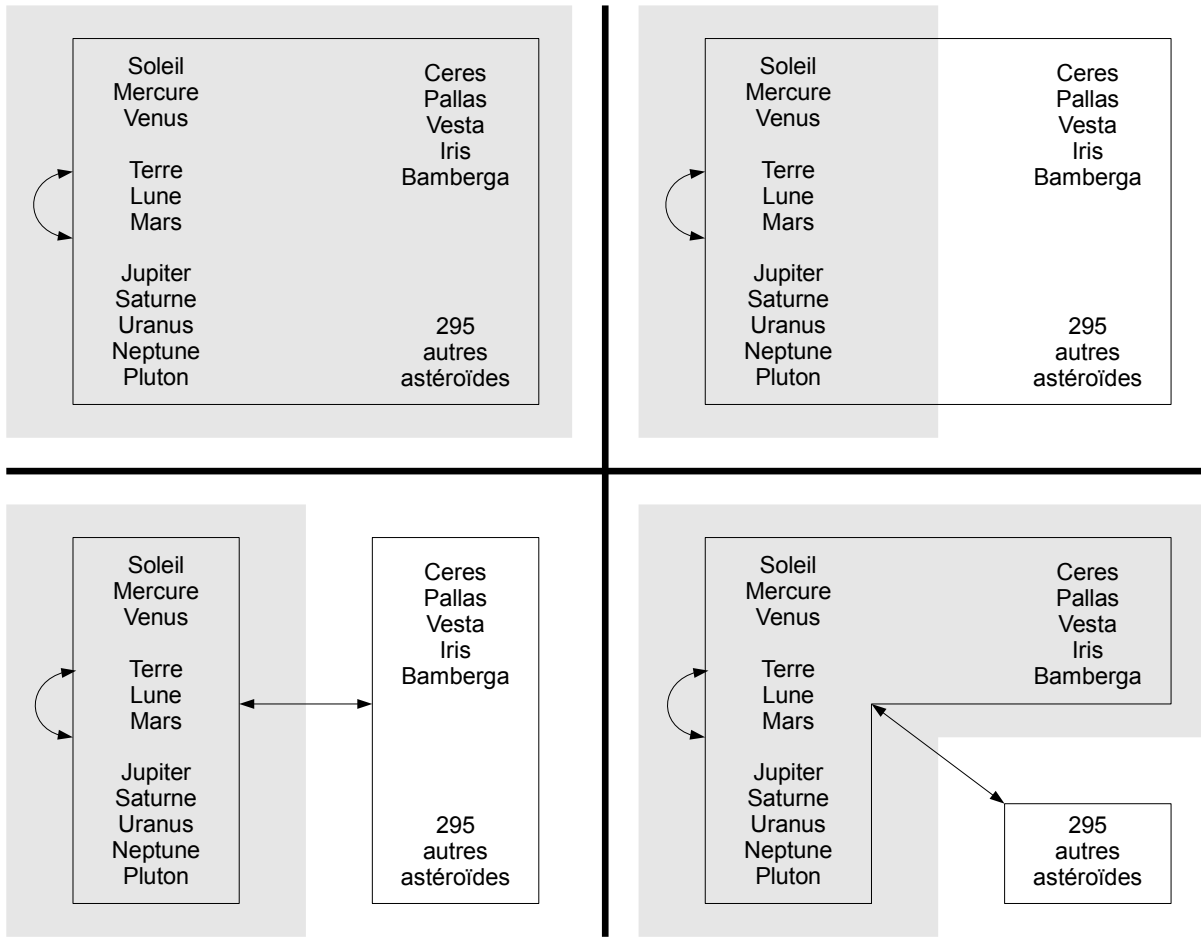 Soleil
Mercure
Venus
Terre
Lune
Mars
Jupiter
Saturne
Uranus
Neptune
Pluton
Ceres
Pallas
Vesta
Iris
Bamberga
295
autres
astéroïdes
Soleil
Mercure
Venus
Terre
Lune
Mars
Jupiter
Saturne
Uranus
Neptune
Pluton
Ceres
Pallas
Vesta
Iris
Bamberga
295
autres
astéroïdes
Soleil
Mercure
Venus
Terre
Lune
Mars
Jupiter
Saturne
Uranus
Neptune
Pluton
Ceres
Pallas
Vesta
Iris
Bamberga
295
autres
astéroïdes
Soleil
Mercure
Venus
Terre
Lune
Mars
Jupiter
Saturne
Uranus
Neptune
Pluton
Ceres
Pallas
Vesta
Iris
Bamberga
295
autres
astéroïdes